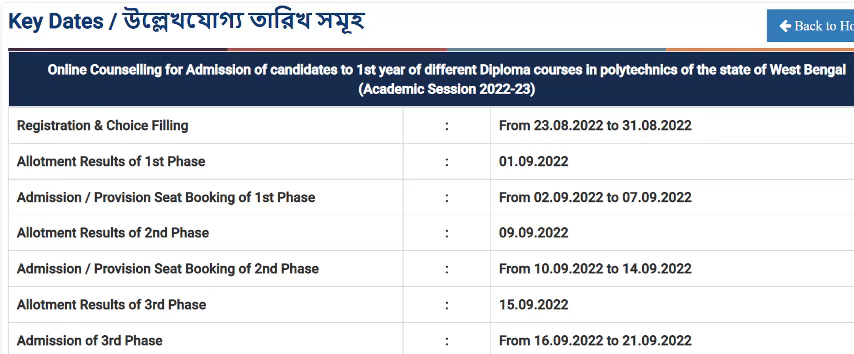 Key Dates / উল্লেখযোগ্য তারিখ সমূহ
Back to
Online Counselling for Admission of candidates to 1st year of different Diploma courses in polytechnics of the state of West Bengal
(Academic Session 2022-23)
Registration & Choice Filling : From 23.08.2022 to 31.08.2022
Allotment Results of 1st Phase : 01.09.2022
Admission / Provision Seat Booking of 1st Phase : From 02.09.2022 to 07.09.2022
Allotment Results of 2nd Phase : 09.09.2022
Admission / Provision Seat Booking of 2nd Phase : From 10.09.2022 to 14.09.2022
Allotment Results of 3rd Phase : 15.09.2022
Admission of 3rd Phase : From 16.09.2022 to 21.09.2022